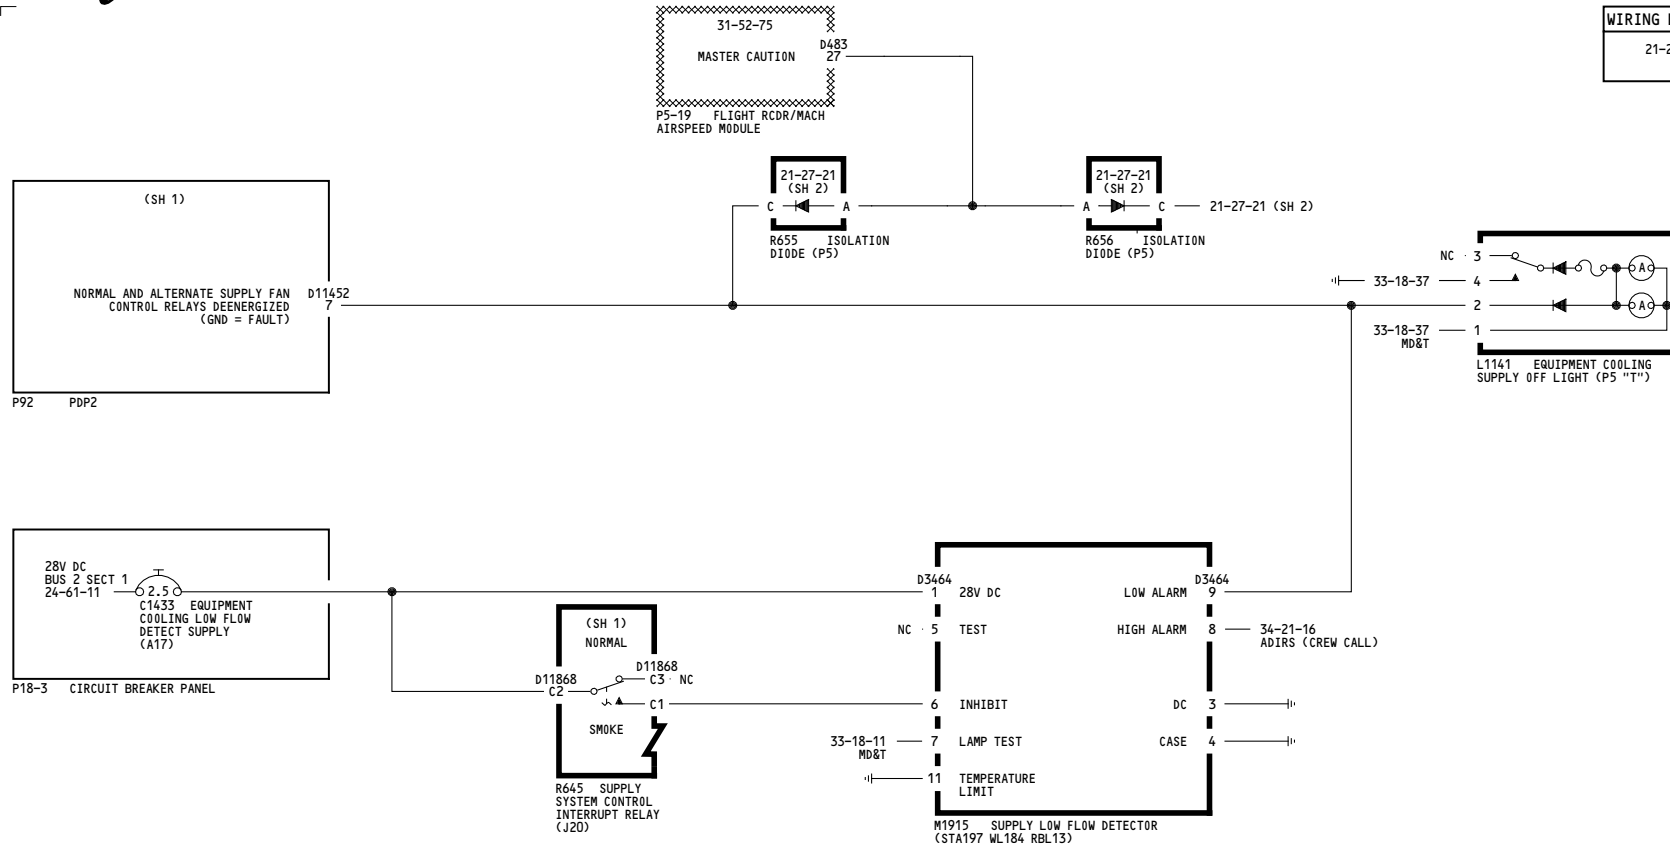 31-52-75
MASTER CAUTION
D483
27
P5-19 FLIGHT RCDR/MACH
AIRSPEED MODULE
WIRING
(SH 1)
NORMAL AND ALTERNATE SUPPLY FAN
CONTROL RELAYS DEENERGIZED
(GND = FAULT)
D11452
7
P92 PDP2
21-27-21
(SH 2)
C A
R655 ISOLATION
DIODE (P5)
21-27-21
(SH 2)
A C
21-27-21 (SH 2)
R656 ISOLATION
DIODE (P5)
NC 3
33-18-37 4
2
33-18-37 1
MD&T
A
A
L1141 EQUIPMENT COOLING
SUPPLY OFF LIGHT (P5 "T")
28V DC
BUS 2 SECT 1
24-61-11
2.5
C1433 EQUIPMENT
COOLING LOW FLOW
DETECT SUPPLY
(A17)
P18-3 CIRCUIT BREAKER PANEL
(SH 1)
NORMAL
D11868
C2
D11868
C3 NC
C1
SMOKE
R645 SUPPLY
SYSTEM CONTROL
INTERRUPT RELAY
(J20)
D3464
1 28V DC
NC 5 TEST
6 INHIBIT
33-18-11 7 LAMP TEST
MD&T
11 TEMPERATURE
LIMIT
D3464
LOW ALARM 9
HIGH ALARM 8
34-21-16
ADIRS (CREW CALL)
DC 3
CASE 4
M1915 SUPPLY LOW FLOW DETECTOR
(STA197 WL184 RBL13)